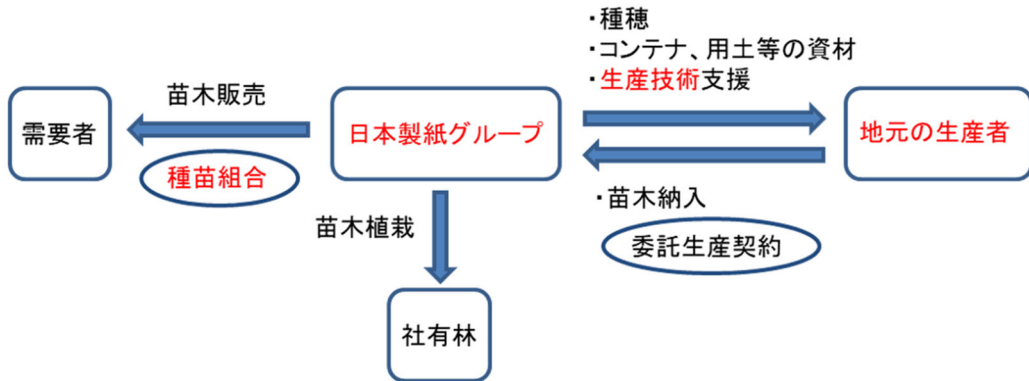 ・種穂
・コンテナ、用土等の資材
・生産技術支援
苗木販売
需要者
日本製紙グループ
地元の生産者
種苗組合
・苗木納入
苗木植栽
委託生産契約
社有林